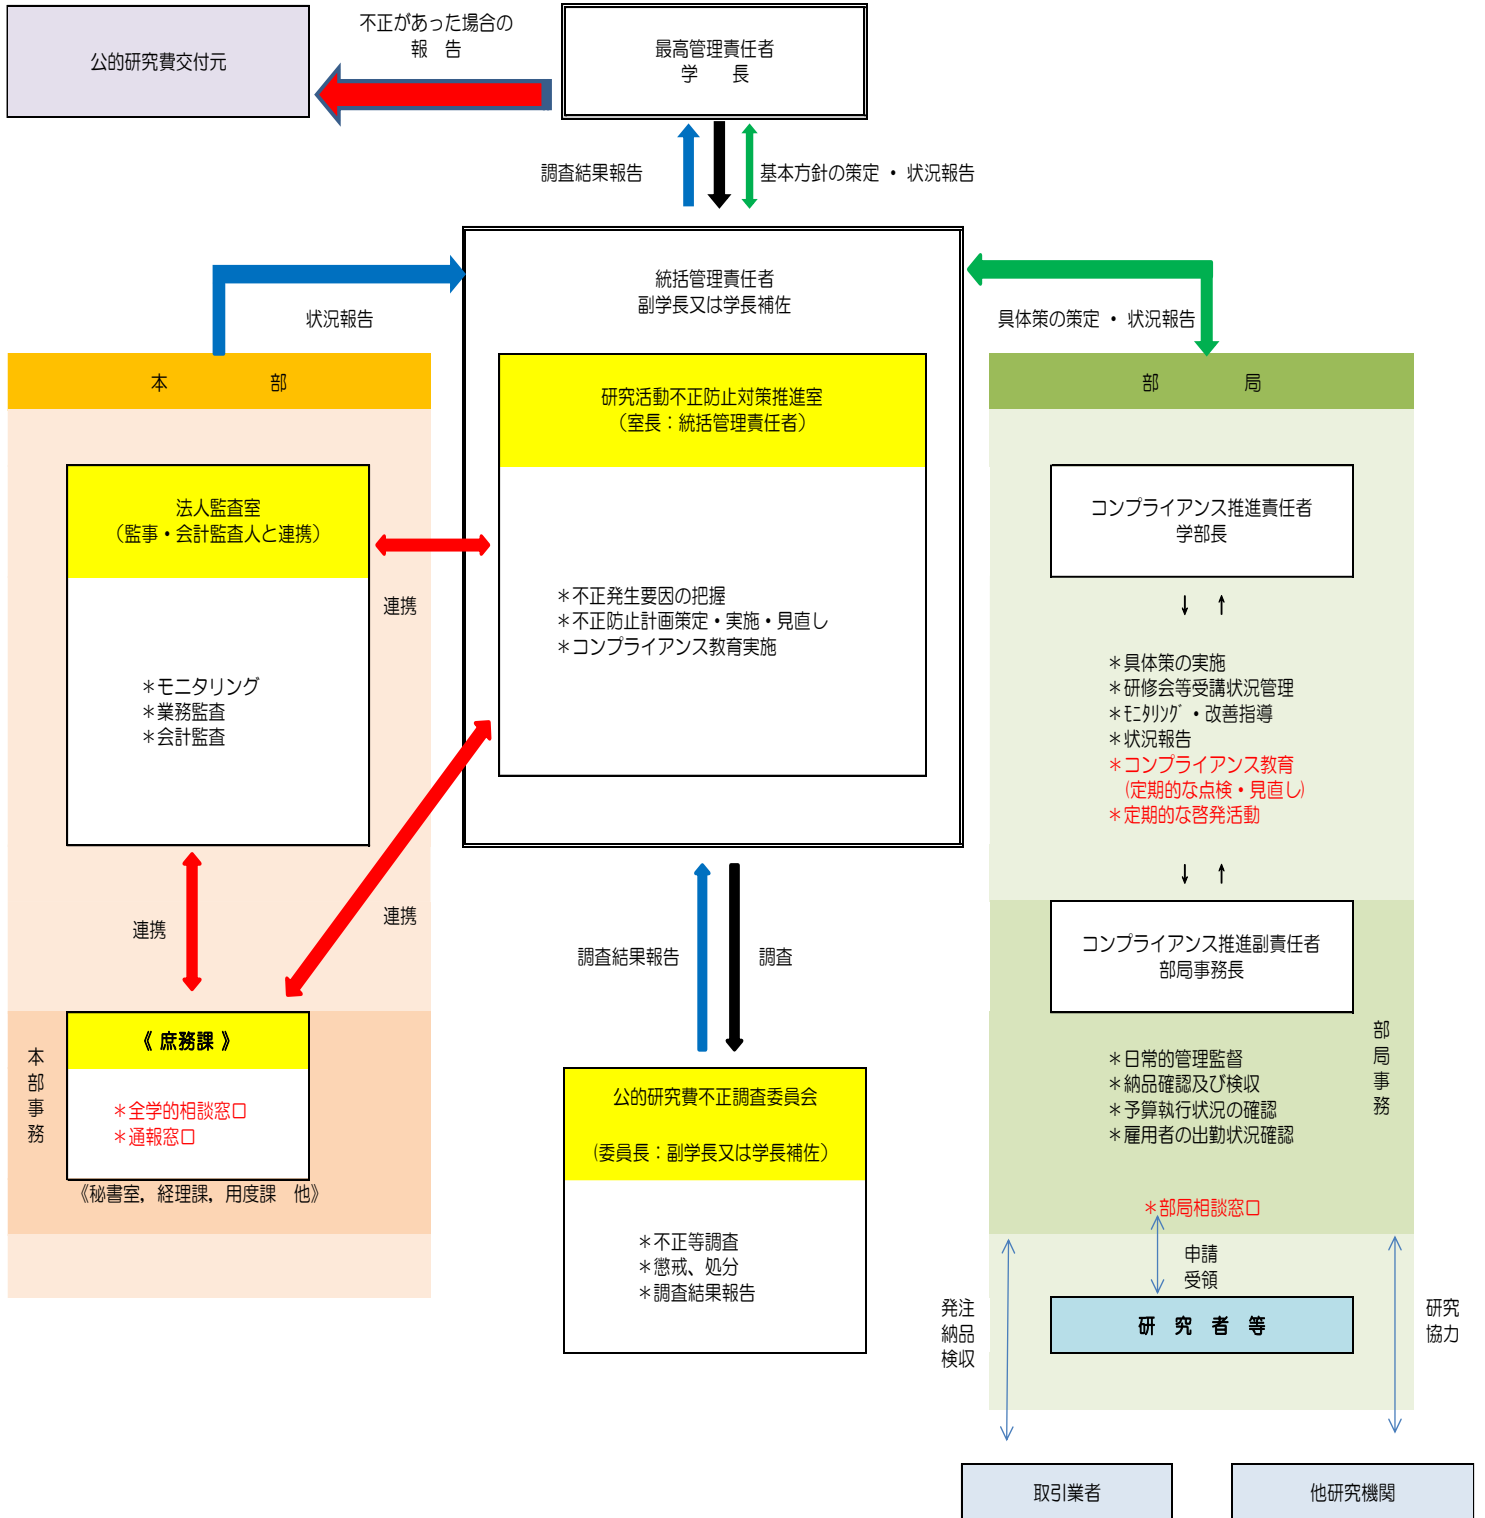 公的研究費交付元
不正があった場合の
報　告
最高管理責任者
学　　長
調査結果報告
基本方針の策定 ・ 状況報告
統括管理責任者
副学長又は学長補佐
状況報告
具体策の策定 ・ 状況報告
本　　　　　　部
研究活動不正防止対策推進室
（室長：統括管理責任者）
部　　　　　局
法人監査室
（監事・会計監査人と連携）
連携
＊モニタリング
＊業務監査
＊会計監査
＊不正発生要因の把握
＊不正防止計画策定・実施・見直し
＊コンプライアンス教育実施
コンプライアンス推進責任者
学部長
↓　↑
＊具体策の実施
＊研修会等受講状況管理
＊ﾓﾆﾀﾘﾝｸﾞ・改善指導
＊状況報告
＊コンプライアンス教育
（定期的な点検・見直し）
＊定期的な啓発活動
↓　↑
連携
連携
調査結果報告
調査
コンプライアンス推進副責任者
部局事務長
本部事務
《 庶務課 》
＊全学的相談窓口
＊通報窓口
《秘書室，経理課，用度課　他》
公的研究費不正調査委員会
（委員長：副学長又は学長補佐）
＊不正等調査
＊懲戒、処分
＊調査結果報告
部局事務
＊日常的管理監督
＊納品確認及び検収
＊予算執行状況の確認
＊雇用者の出勤状況確認
＊部局相談窓口
申請
受領
発注
納品
検収
研　究　者　等
研究
協力
取引業者
他研究機関